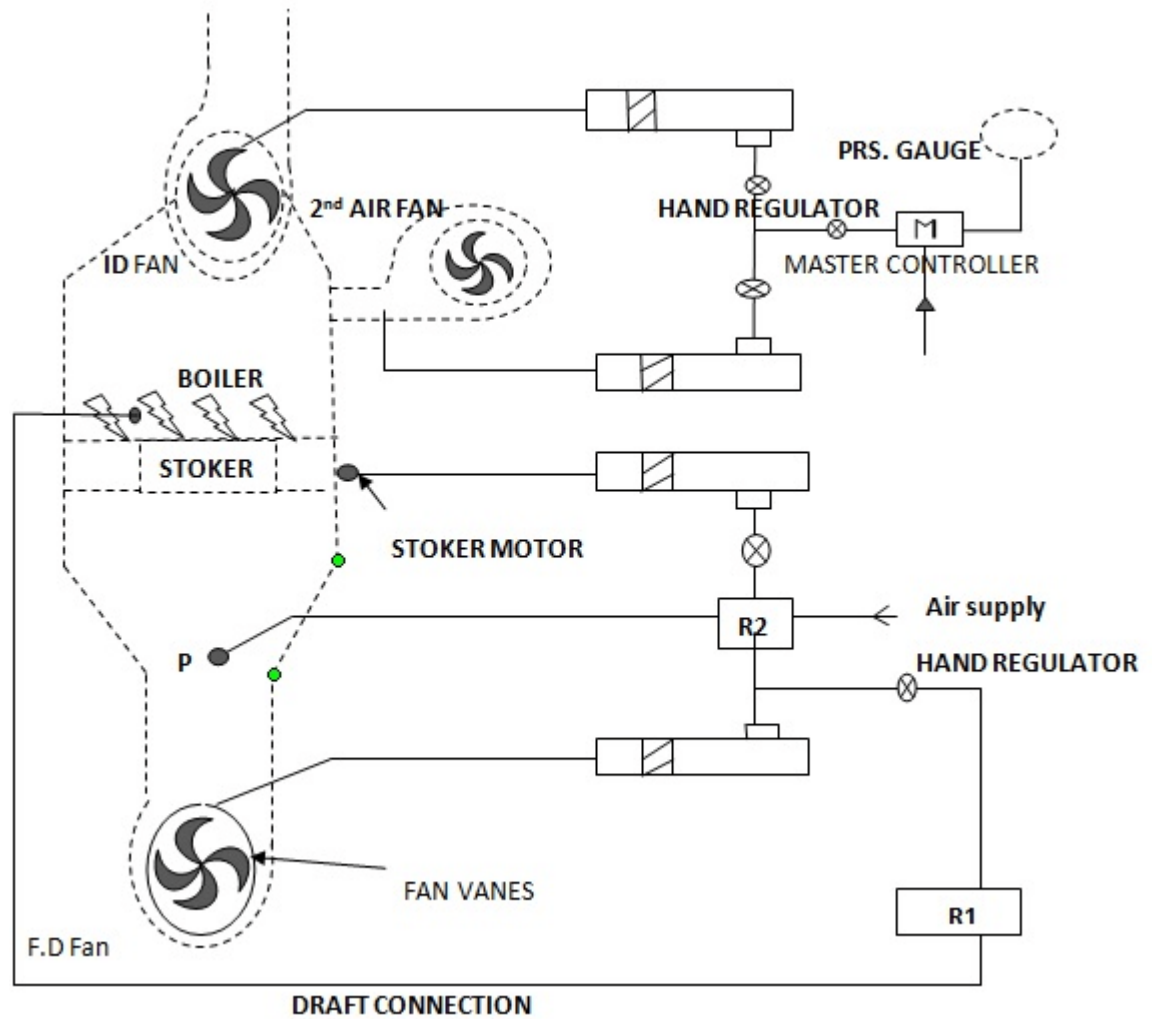 PRS. GAUGE
2nd AIR FAN
HAND REGULATOR
M
ID FAN
MASTER CONTROLLER
BOILER
STOKER
STOKER MOTOR
Air supply
R2
P
HAND REGULATOR
FAN VANES
R1
F.D Fan
DRAFT CONNECTION